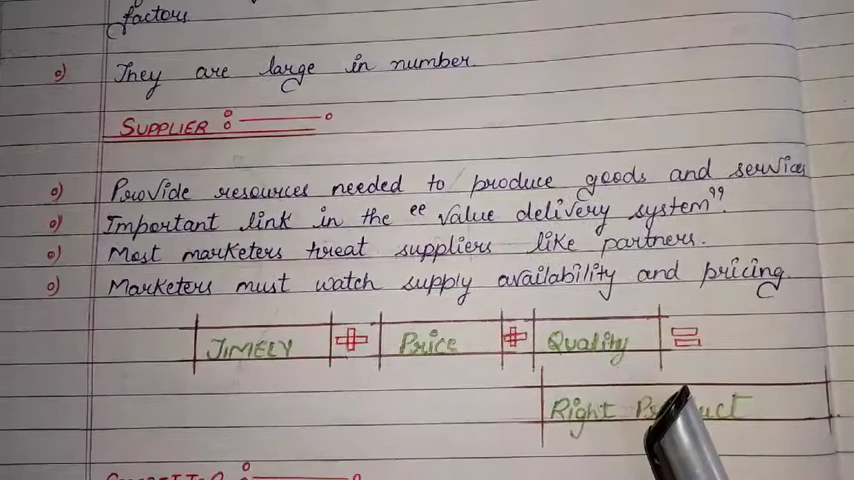 factors
o) They are large in number.
SUPPLIER :-
o) Provide resources needed to produce goods and services
o) Important link in the "value delivery system".
o) Most marketers treat suppliers like partners.
o) Marketers must watch supply availability and pricing.
TIMELY + Price + Quality =
Right Product